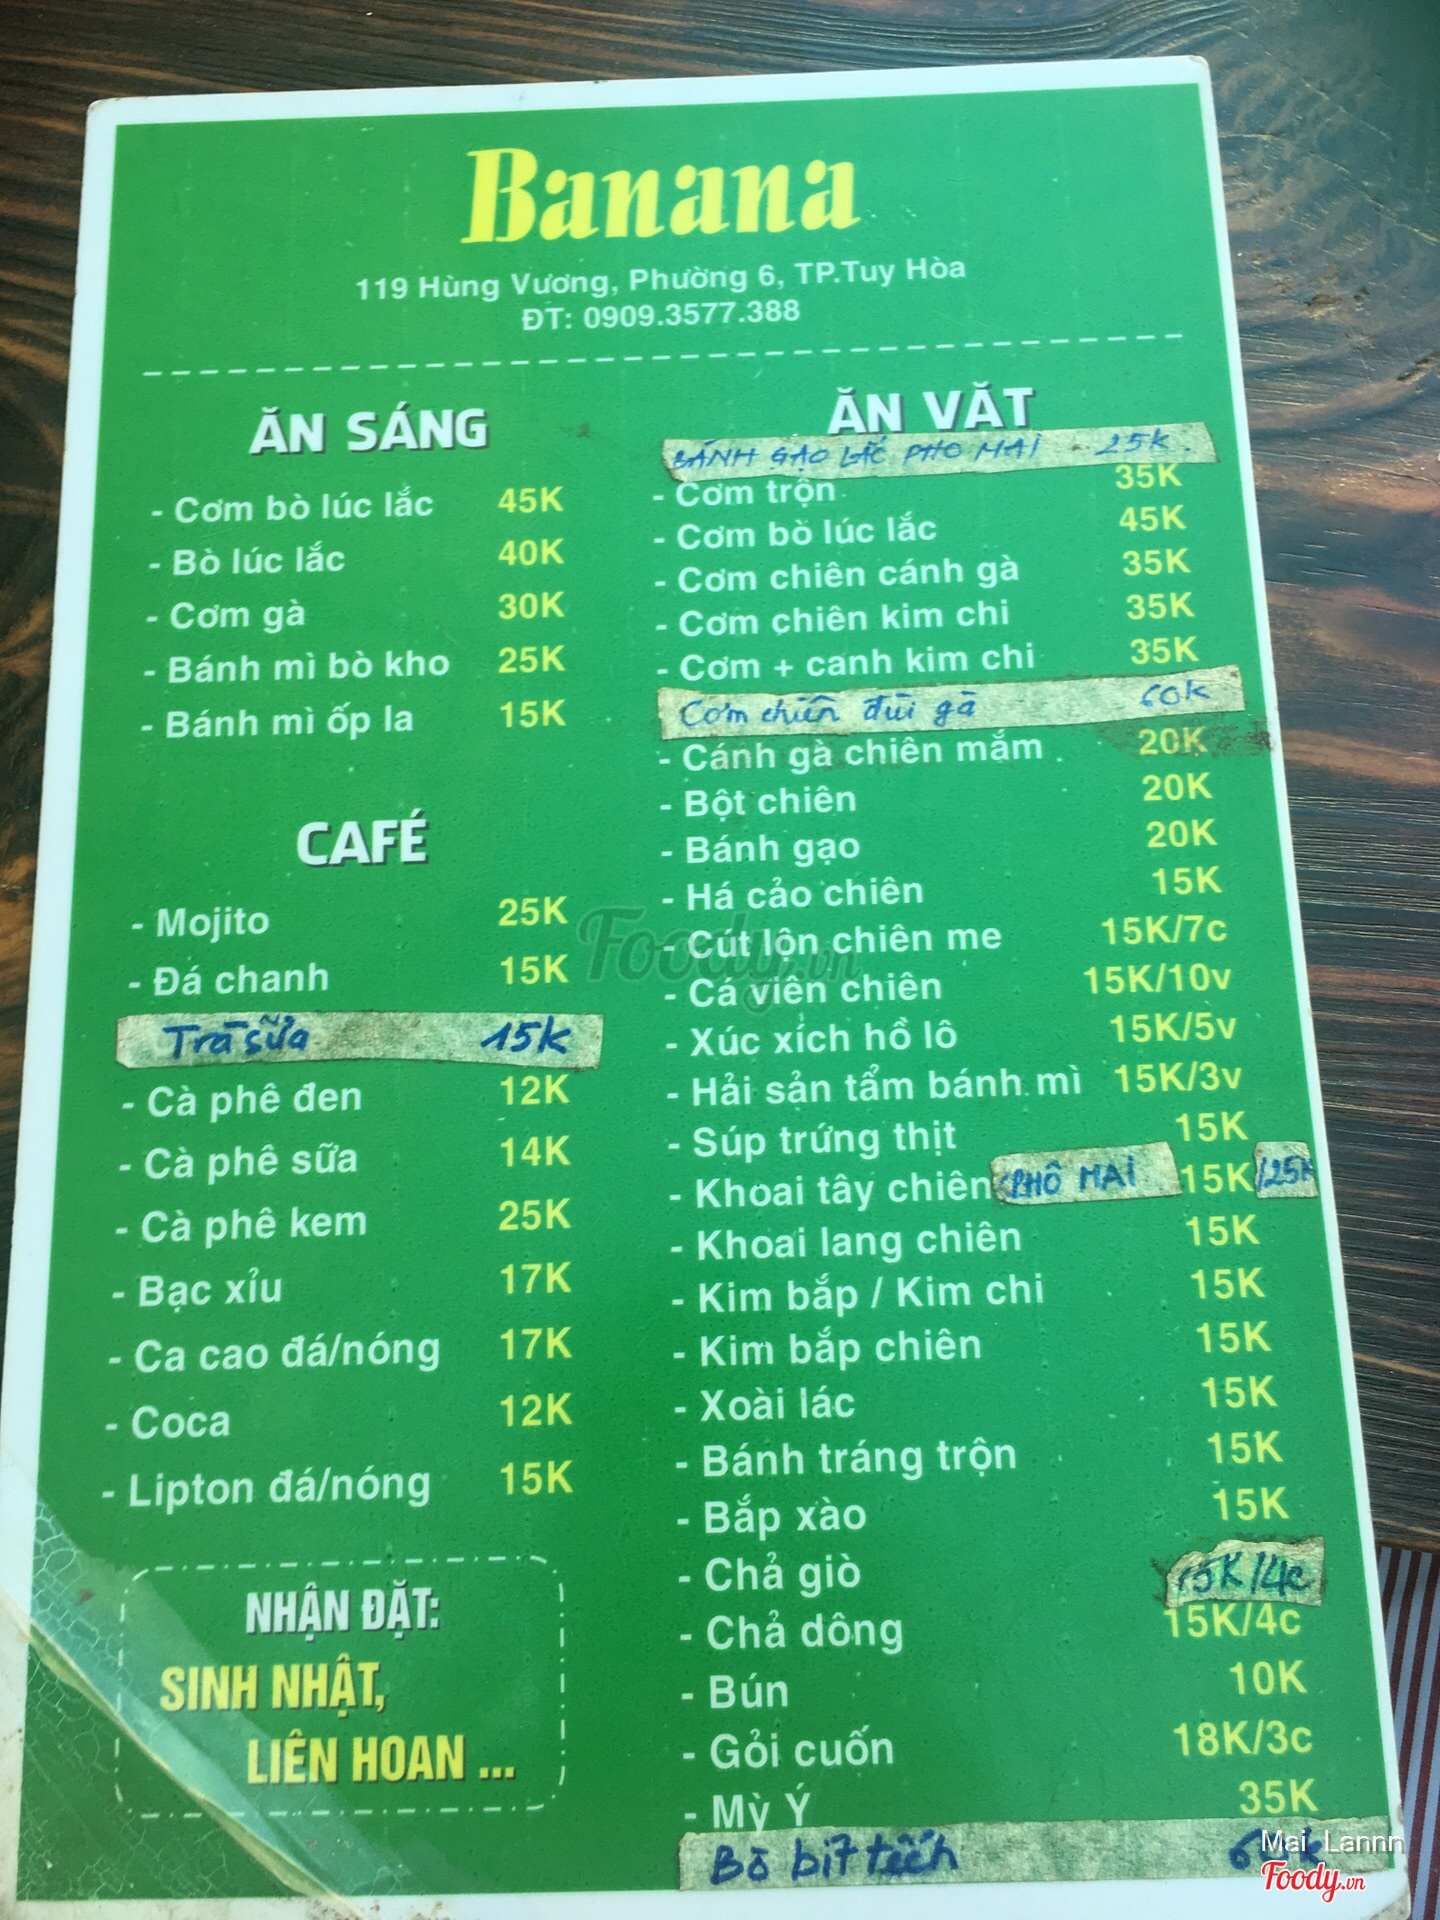 Banana
119 Hùng Vương, Phường 6, TP.Tuy Hòa
ĐT: 0909.3577.388
ĂN SÁNG
- Cơm bò lúc lắc 45K
- Bò lúc lắc 40K
- Cơm gà 30K
- Bánh mì bò kho 25K
- Bánh mì ốp la 15K
CAFÉ
- Mojito 25K
- Đá chanh 15K
Trà sữa 15k
- Cà phê đen 12K
- Cà phê sữa 14K
- Cà phê kem 25K
- Bạc xỉu 17K
- Ca cao đá/nóng 17K
- Coca 12K
- Lipton đá/nóng 15K
NHẬN ĐẶT:
SINH NHẬT,
LIÊN HOAN ...
ĂN VẶT
BÁNH GẠO LẮC PHO MAI 25k.
- Cơm trộn 35K
- Cơm bò lúc lắc 45K
- Cơm chiên cánh gà 35K
- Cơm chiên kim chi 35K
- Cơm + canh kim chi 35K
Cơm chiên đùi gà 60k
- Cánh gà chiên mắm 20K
- Bột chiên 20K
- Bánh gạo 20K
- Há cảo chiên 15K
- Cút lộn chiên me 15K/7c
- Cá viên chiên 15K/10v
- Xúc xích hồ lô 15K/5v
- Hải sản tẩm bánh mì 15K/3v
- Súp trứng thịt 15K
- Khoai tây chiên PHÔ MAI 15K /25K
- Khoai lang chiên 15K
- Kim bắp / Kim chi 15K
- Kim bắp chiên 15K
- Xoài lác 15K
- Bánh tráng trộn 15K
- Bắp xào 15K
- Chả giò 15K/4c
- Chả dông 15K/4c
- Bún 10K
- Gỏi cuốn 18K/3c
- Mỳ Ý 35K
Bò bít tếch
Foody.vn
Mai Lannn
Foody.vn